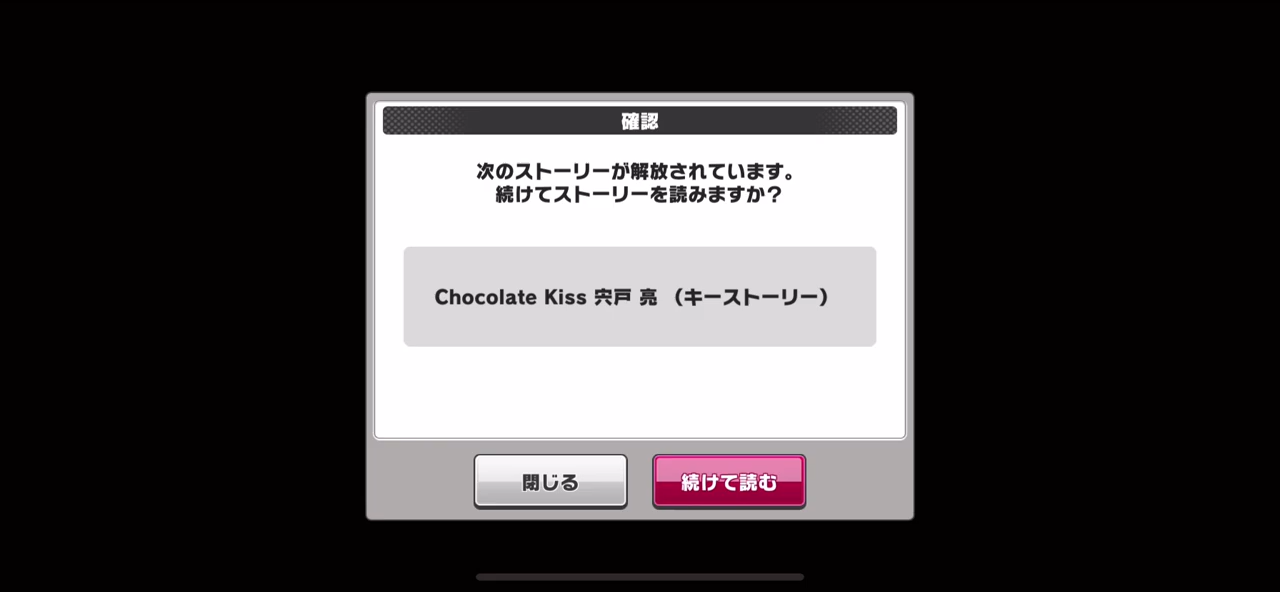 確認
次のストーリーが解放されています。
続けてストーリーを読みますか？
Chocolate Kiss 宍戸 亮 （キーストーリー）
閉じる
続けて読む